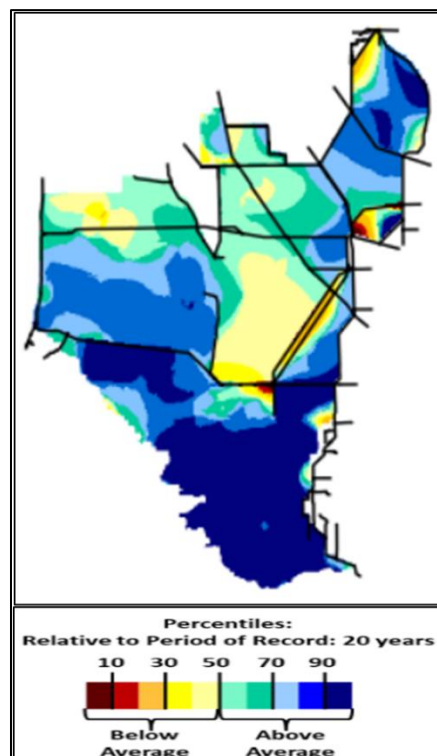 Percentiles:
Relative to Period of Record: 20 years
10 30 50 70 90
Below Above
Average Average